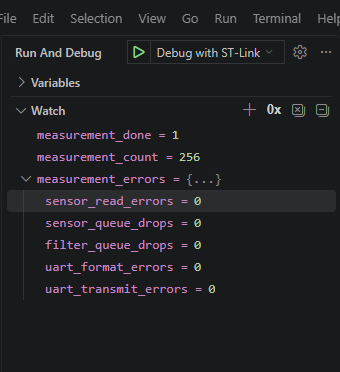 File Edit Selection View Go Run Terminal Help
Run And Debug Debug with ST-Link ...
Variables
Watch 0x
measurement_done = 1
measurement_count = 256
measurement_errors = {...}
sensor_read_errors = 0
sensor_queue_drops = 0
filter_queue_drops = 0
uart_format_errors = 0
uart_transmit_errors = 0